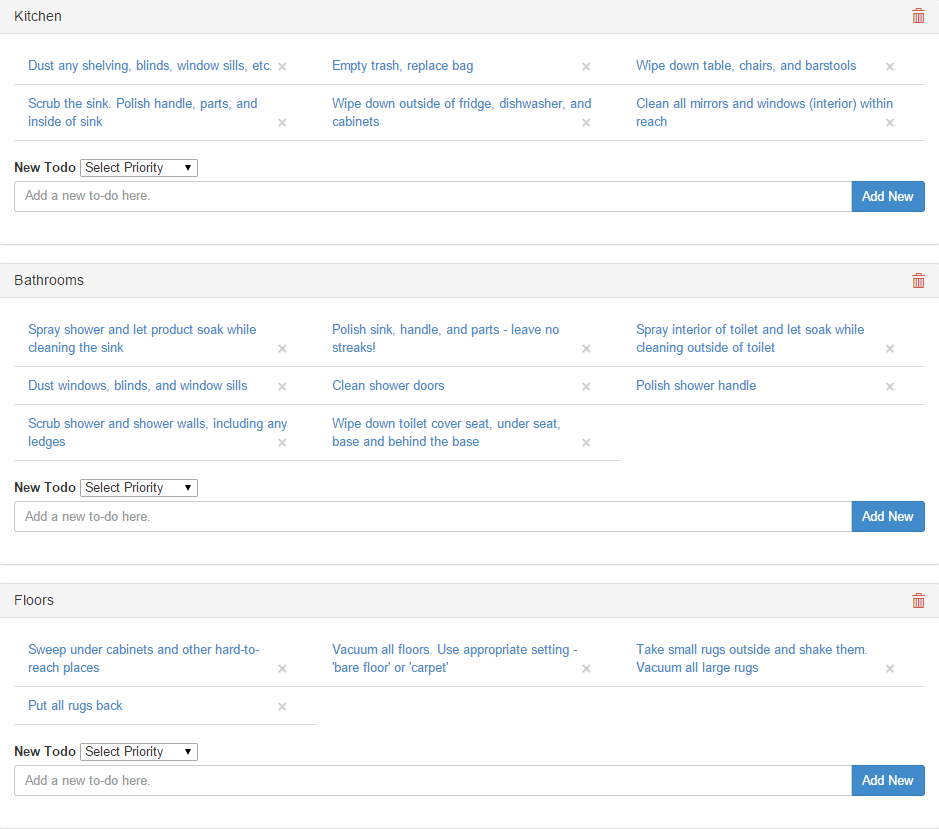 Kitchen
Dust any shelving, blinds, window sills, etc. ×
Empty trash, replace bag ×
Wipe down table, chairs, and barstools ×
Scrub the sink. Polish handle, parts, and
inside of sink ×
Wipe down outside of fridge, dishwasher, and
cabinets ×
Clean all mirrors and windows (interior) within
reach ×
New Todo Select Priority
Add a new to-do here. Add New
Bathrooms
Spray shower and let product soak while
cleaning the sink ×
Polish sink, handle, and parts - leave no
streaks! ×
Spray interior of toilet and let soak while
cleaning outside of toilet ×
Dust windows, blinds, and window sills ×
Clean shower doors ×
Polish shower handle ×
Scrub shower and shower walls, including any
ledges ×
Wipe down toilet cover seat, under seat,
base and behind the base ×
New Todo Select Priority
Add a new to-do here. Add New
Floors
Sweep under cabinets and other hard-to-
reach places ×
Vacuum all floors. Use appropriate setting -
'bare floor' or 'carpet' ×
Take small rugs outside and shake them.
Vacuum all large rugs ×
Put all rugs back ×
New Todo Select Priority
Add a new to-do here. Add New